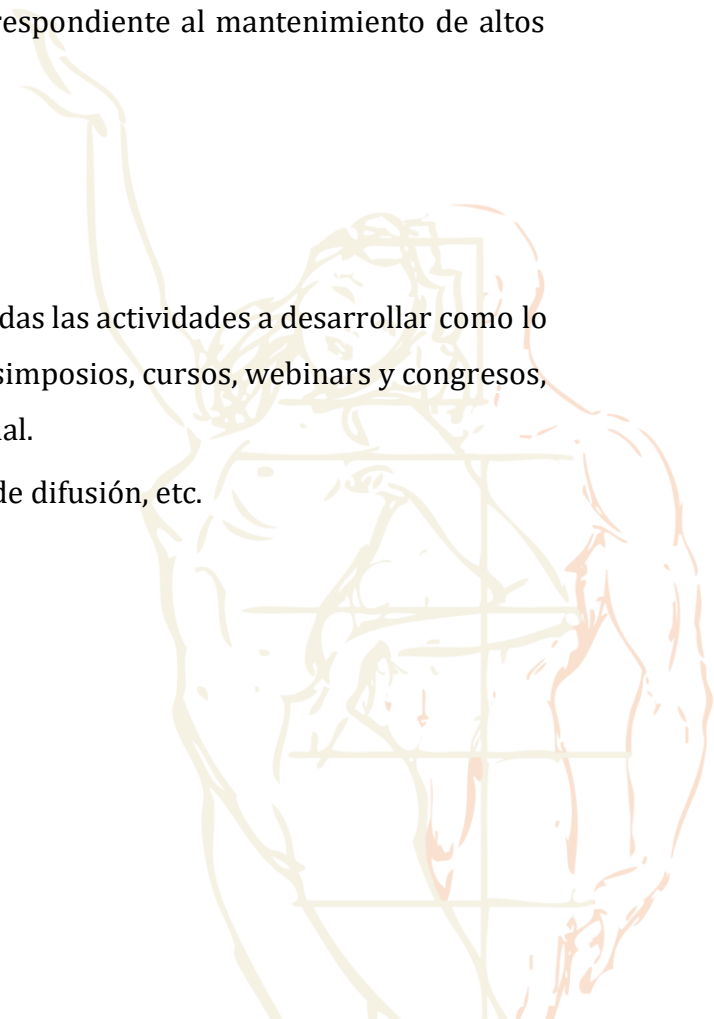 respondiente al mantenimiento de altos
das las actividades a desarrollar como lo
simposios, cursos, webinars y congresos,
al.
de difusión, etc.